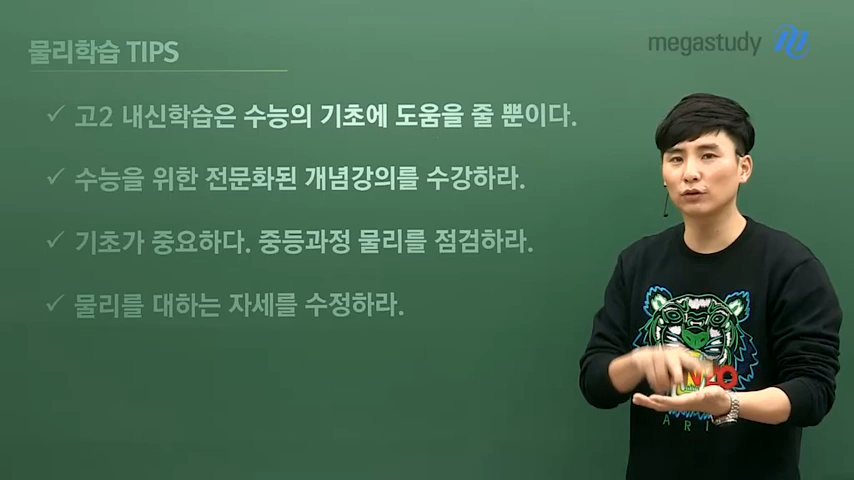 물리학습 TIPS
megastudy
✓ 고2 내신학습은 수능의 기초에 도움을 줄 뿐이다.
✓ 수능을 위한 전문화된 개념강의를 수강하라.
✓ 기초가 중요하다. 중등과정 물리를 점검하라.
✓ 물리를 대하는 자세를 수정하라.